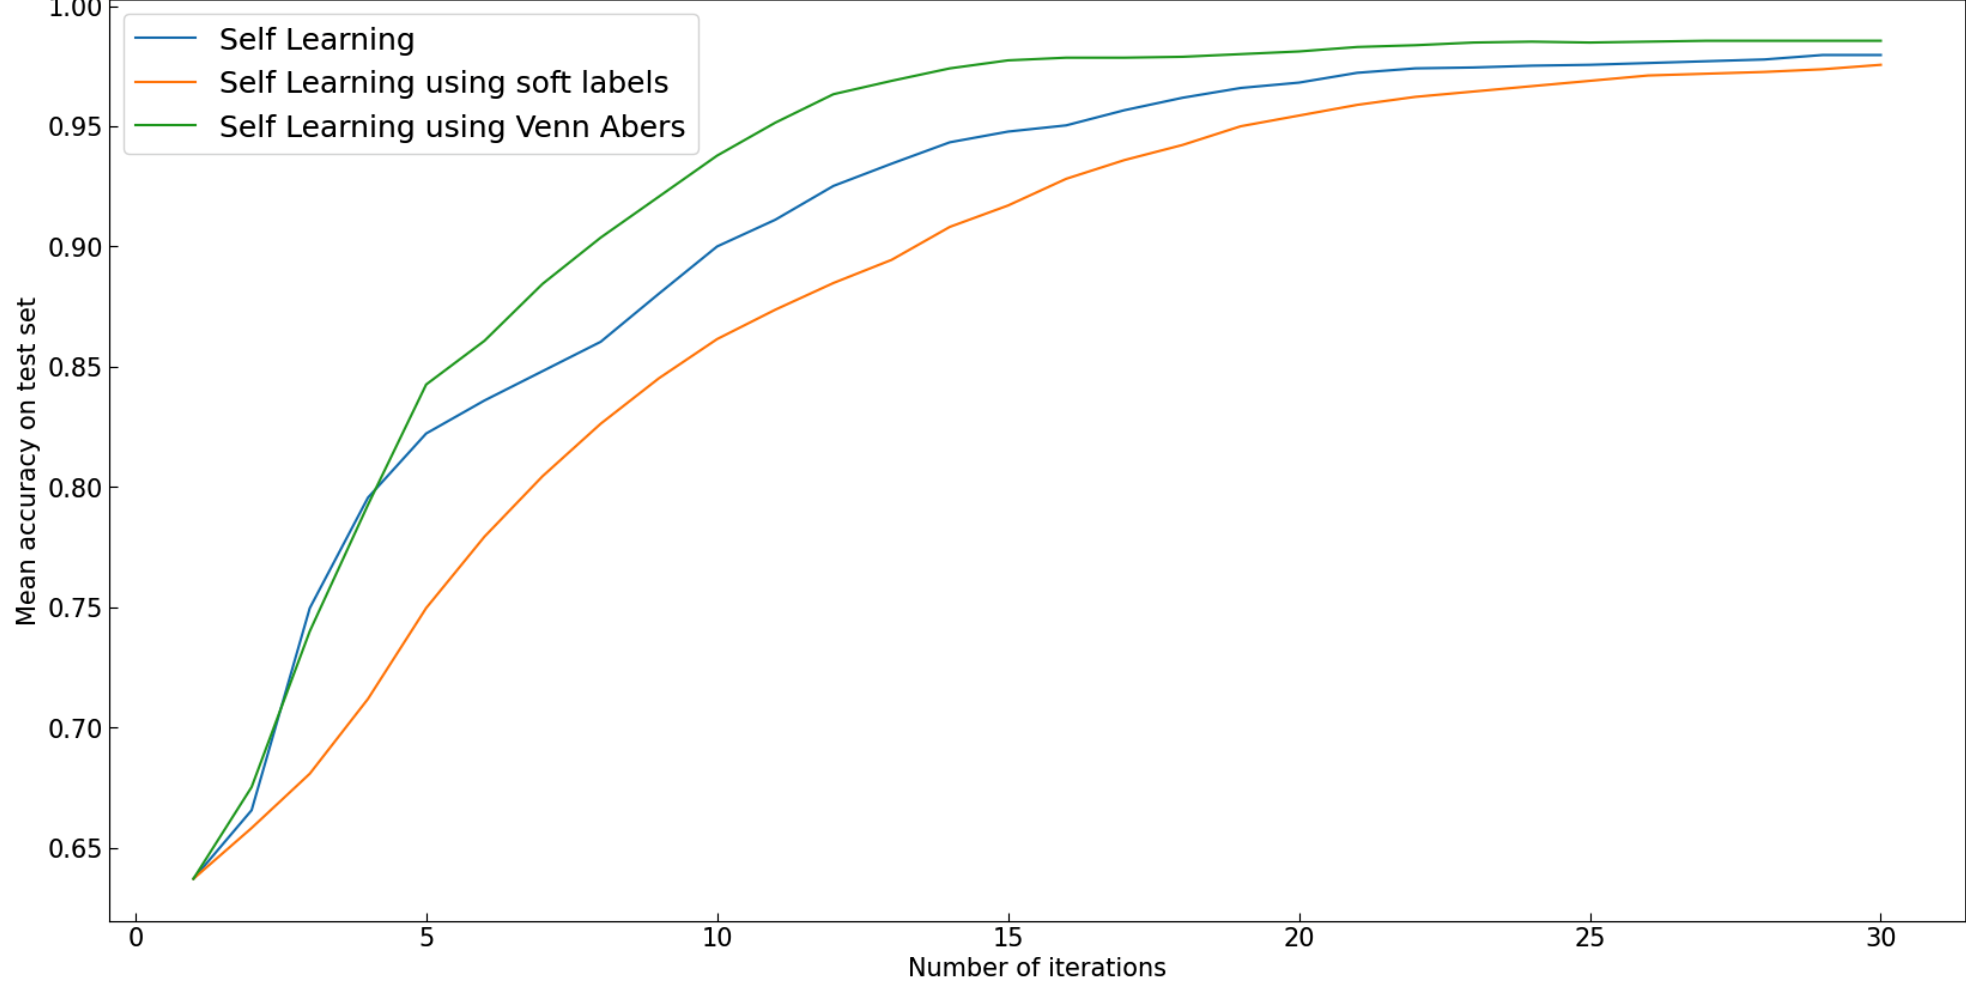 1.00
Self Learning
Self Learning using soft labels
Self Learning using Venn Abers
0.95
0.90
0.85
0.80
0.75
0.70
0.65
Mean accuracy on test set
0 5 10 15 20 25 30
Number of iterations